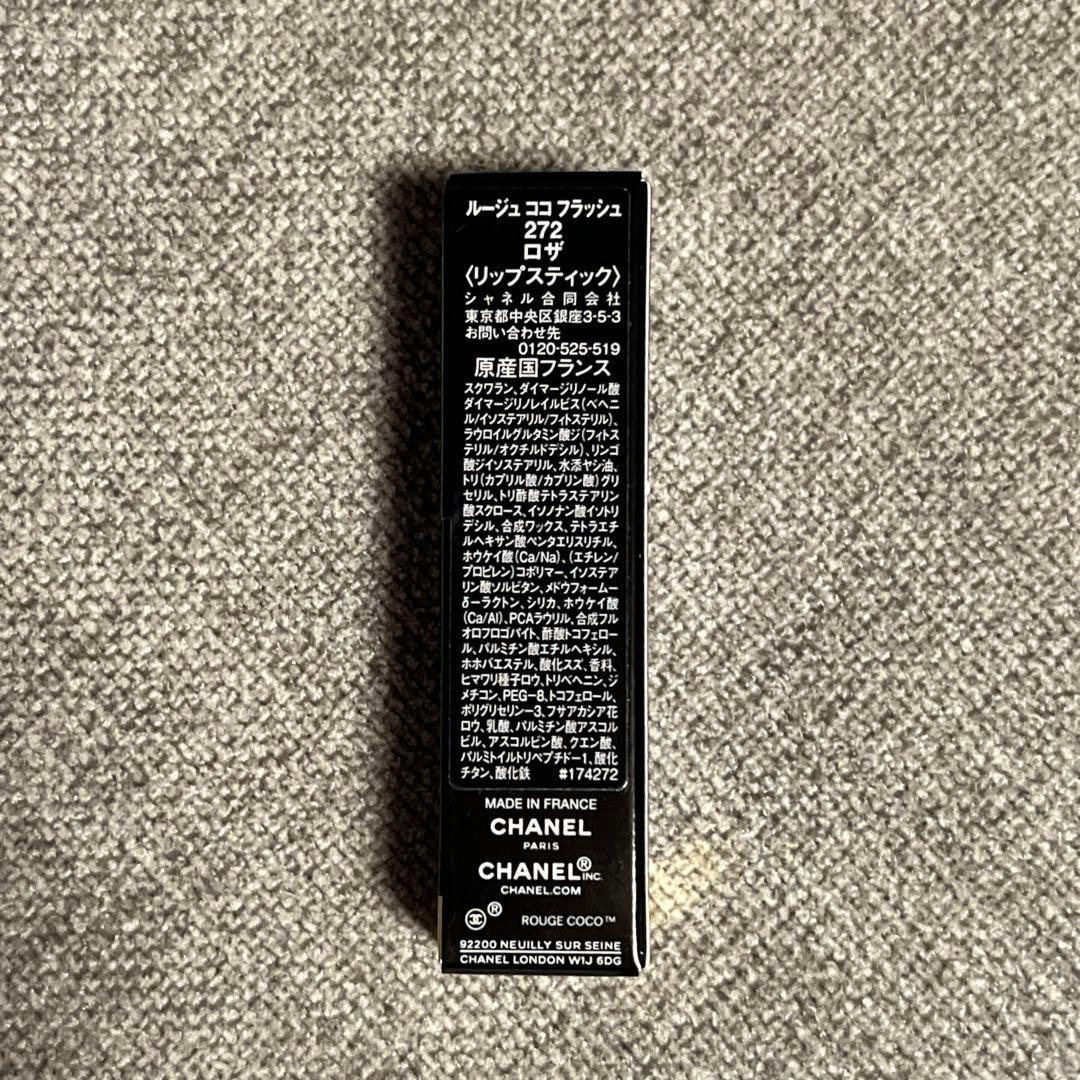 ルージュ ココ フラッシュ
272
ロザ
〈リップスティック〉
シャネル合同会社
東京都中央区銀座3-5-3
お問い合わせ先
0120-525-519
原産国フランス
スクワラン、ダイマージリノール酸
ダイマージリノレイルビス(ベヘニ
ル/イソステアリル/フィトステリル)、
ラウロイルグルタミン酸ジ(フィトス
テリル/オクチルドデシル)、リンゴ
酸ジイソステアリル、水添ヤシ油、
トリ(カプリル酸/カプリン酸)グリ
セリル、トリ酢酸テトラステアリン
酸スクロース、イソノナン酸イソトリ
デシル、合成ワックス、テトラエチ
ルヘキサン酸ペンタエリスリチル、
ホウケイ酸(Ca/Na)、(エチレン/
プロピレン)コポリマー、イソステア
リン酸ソルビタン、メドウフォーム-
δ-ラクトン、シリカ、ホウケイ酸
(Ca/Al)、PCAラウリル、合成フル
オロフロゴパイト、酢酸トコフェロー
ル、パルミチン酸エチルヘキシル、
ホホバエステル、酸化スズ、香料、
ヒマワリ種子ロウ、トリベヘニン、ジ
メチコン、PEG-8、トコフェロール、
ポリグリセリン-3、フサアカシア花
ロウ、乳酸、パルミチン酸アスコル
ビル、アスコルビン酸、クエン酸、
パルミトイルトリペプチド-1、酸化
チタン、酸化鉄 #174272
MADE IN FRANCE
CHANEL
PARIS
CHANEL® INC.
CHANEL.COM
® ROUGE COCO™
92200 NEUILLY SUR SEINE
CHANEL LONDON W1J 6DG